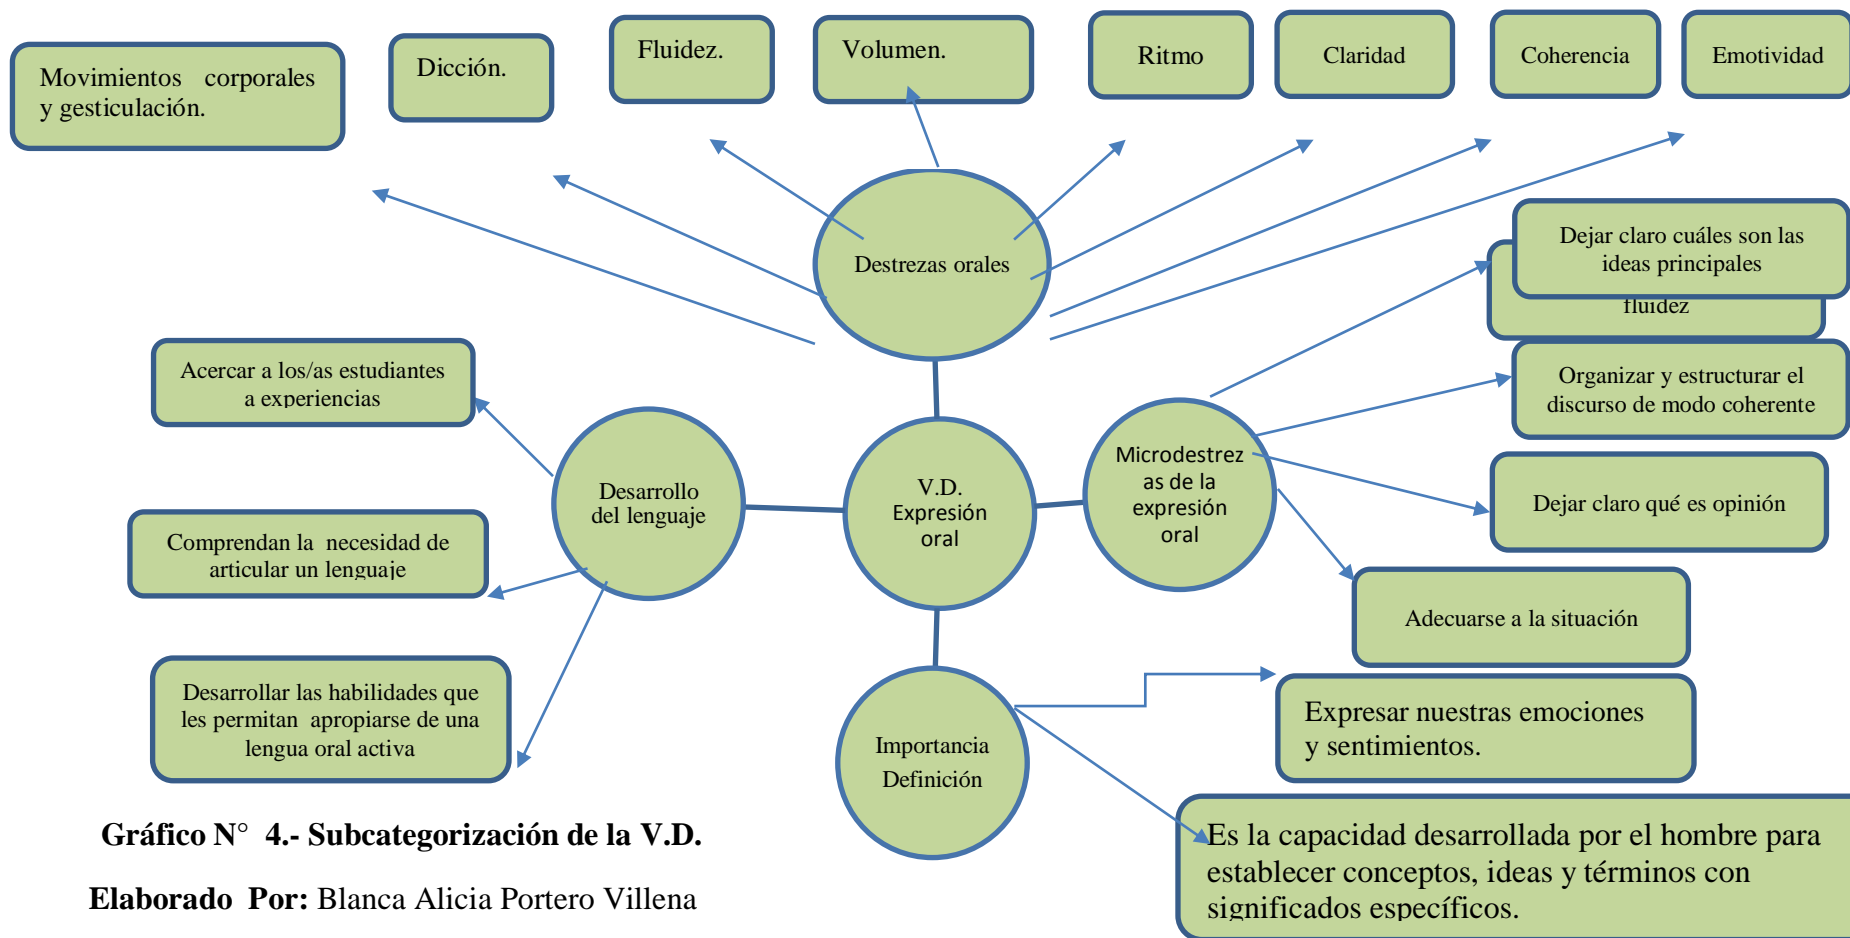 Movimientos corporales
y gesticulación.
Dicción.
Fluidez.
Volumen.
Ritmo
Claridad
Coherencia
Emotividad
Destrezas orales
Dejar claro cuáles son las
ideas principales
fluidez
Organizar y estructurar el
discurso de modo coherente
Dejar claro qué es opinión
Adecuarse a la situación
Microdestrez
as de la
expresión
oral
V.D.
Expresión
oral
Desarrollo
del lenguaje
Acercar a los/as estudiantes
a experiencias
Comprendan la necesidad de
articular un lenguaje
Desarrollar las habilidades que
les permitan apropiarse de una
lengua oral activa
Importancia
Definición
Expresar nuestras emociones
y sentimientos.
Es la capacidad desarrollada por el hombre para
establecer conceptos, ideas y términos con
significados específicos.
Gráfico N° 4.- Subcategorización de la V.D.
Elaborado Por: Blanca Alicia Portero Villena